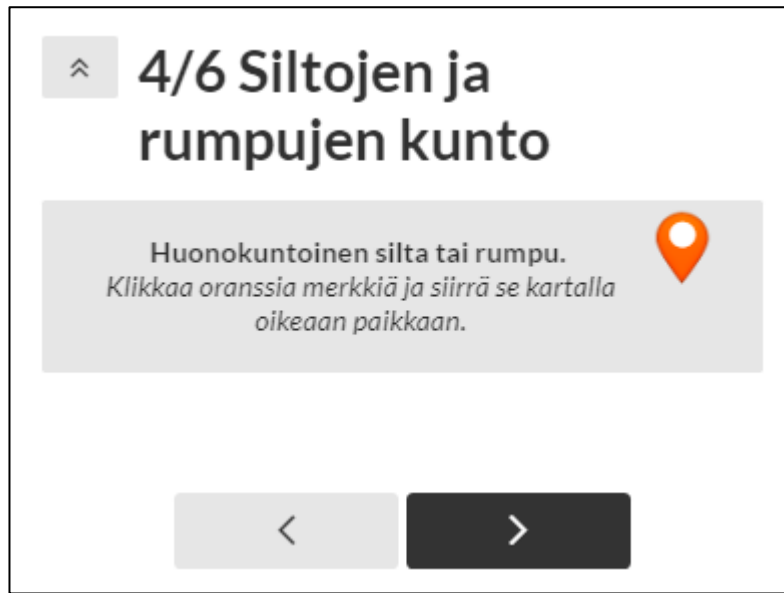 4/6 Siltojen ja
rumpujen kunto
Huonokuntoinen silta tai rumpu.
Klikkaa oranssia merkkiä ja siirrä se kartalla
oikeaan paikkaan.